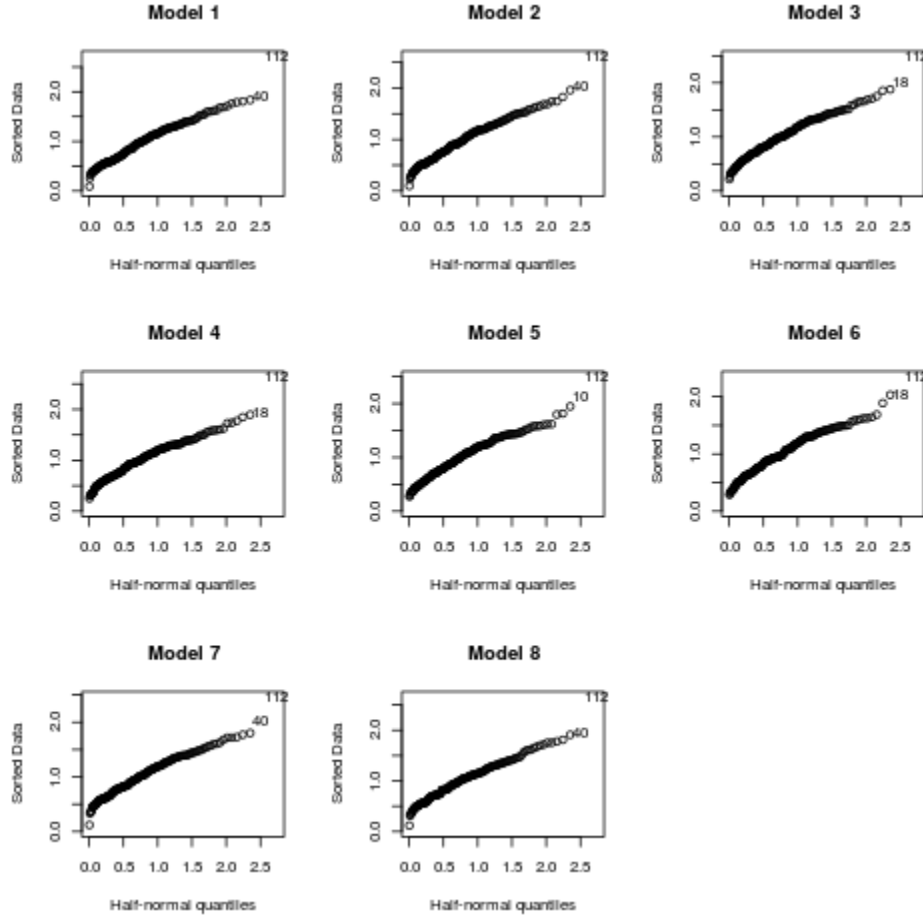 Model 1
Model 2
Model 3
112
112
112
40
40
18
Sorted Data
Sorted Data
Sorted Data
2.0
1.0
0.0
2.0
1.0
0.0
2.0
1.0
0.0
0.0 0.5 1.0 1.5 2.0 2.5
0.0 0.5 1.0 1.5 2.0 2.5
0.0 0.5 1.0 1.5 2.0 2.5
Half-normal quantiles
Half-normal quantiles
Half-normal quantiles
Model 4
Model 5
Model 6
112
112
112
18
10
18
Sorted Data
Sorted Data
Sorted Data
2.0
1.0
0.0
2.0
1.0
0.0
2.0
1.0
0.0
0.0 0.5 1.0 1.5 2.0 2.5
0.0 0.5 1.0 1.5 2.0 2.5
0.0 0.5 1.0 1.5 2.0 2.5
Half-normal quantiles
Half-normal quantiles
Half-normal quantiles
Model 7
Model 8
112
112
40
40
Sorted Data
Sorted Data
2.0
1.0
0.0
2.0
1.0
0.0
0.0 0.5 1.0 1.5 2.0 2.5
0.0 0.5 1.0 1.5 2.0 2.5
Half-normal quantiles
Half-normal quantiles